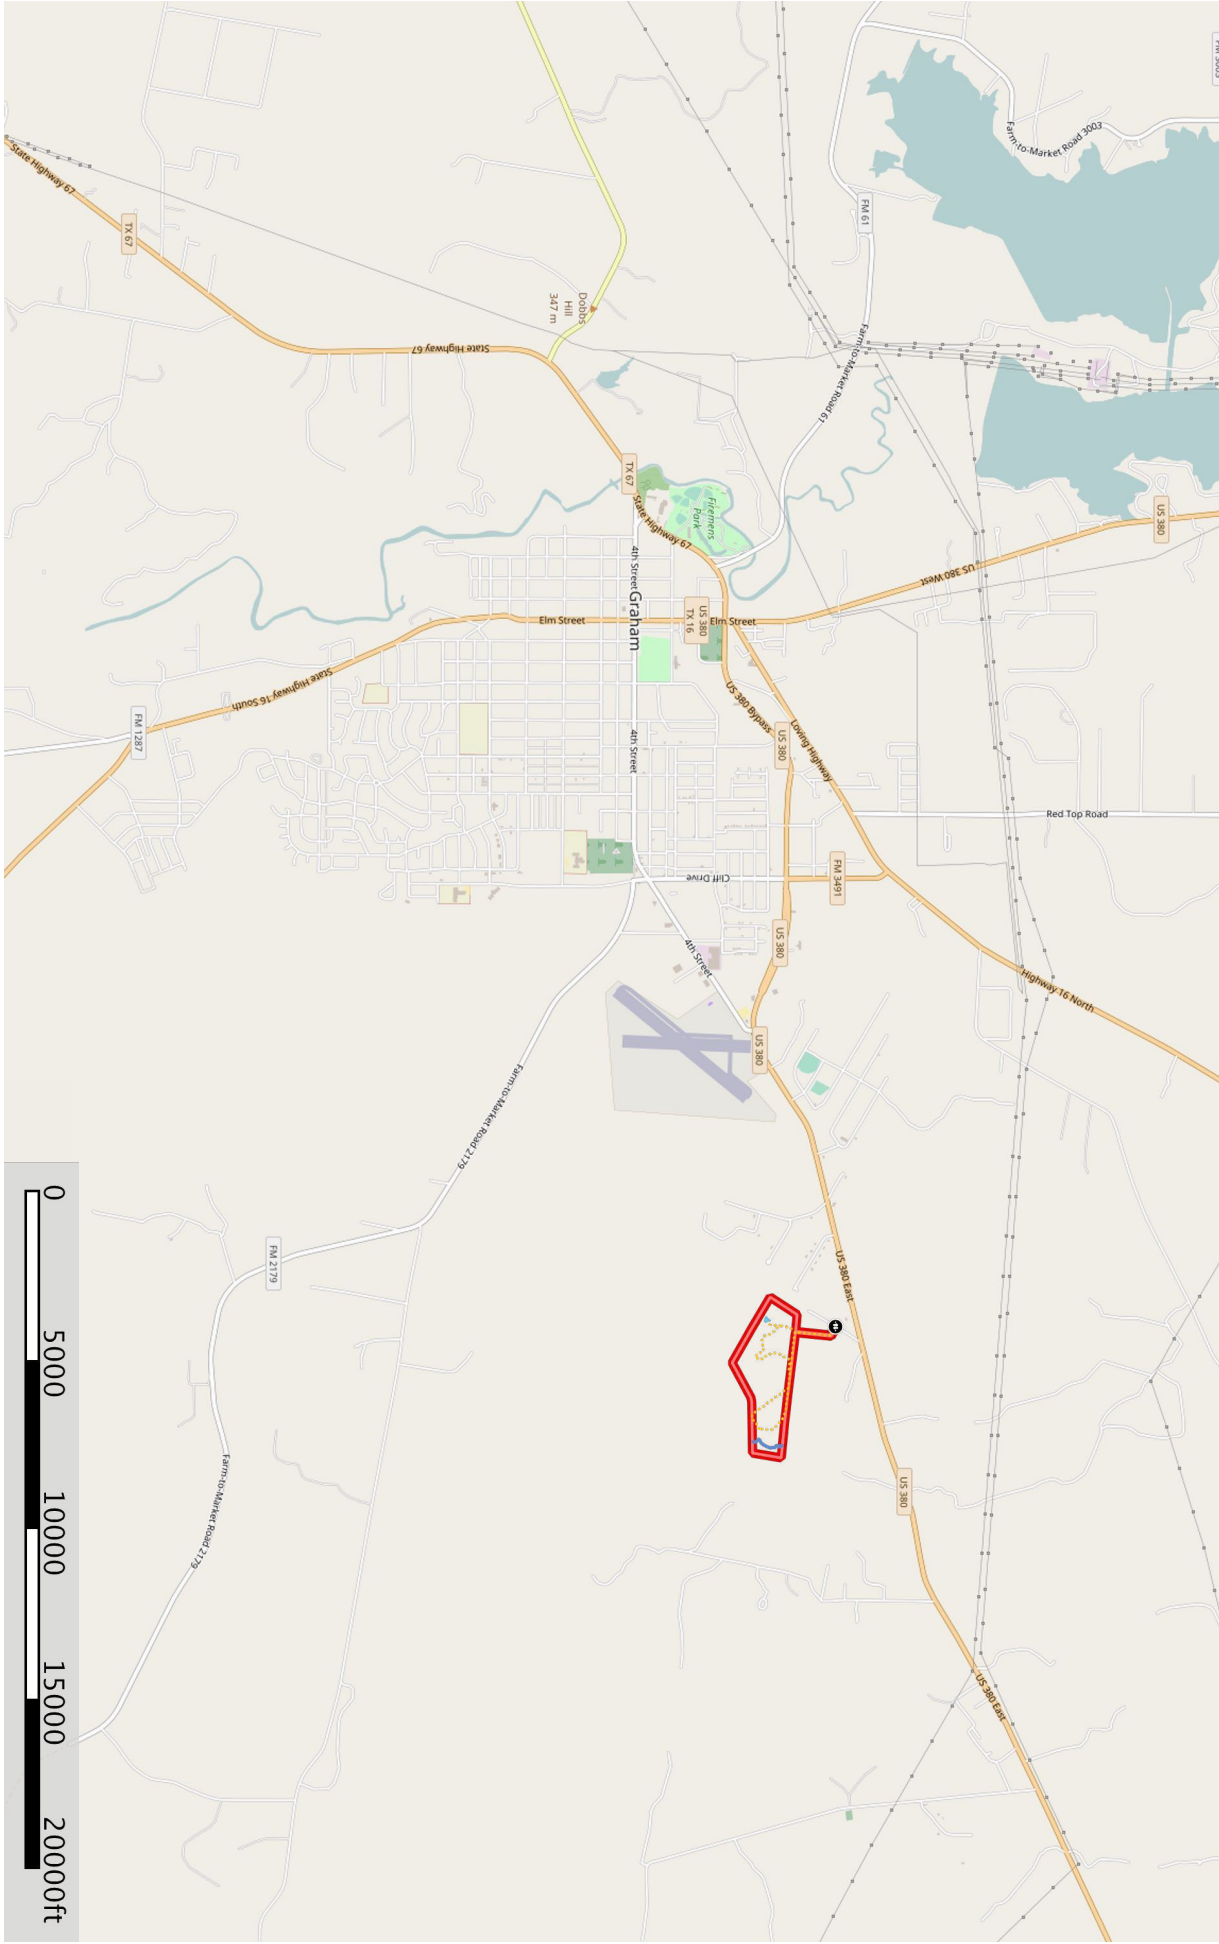 Farm-to-Market Road 3003
State Highway 67
TX 67
FM 61
Dobbs
Hill
347 m
State Highway 67
Farm-to-Market Road 61
TX 67
State Highway 67
Firemens
Park
US 380
US 380 West
4th Street
Graham
Elm Street
US 380
TX 16
Elm Street
State Highway 16 South
FM 1287
US 380 Bypass
US 380
Loving Highway
4th Street
Red Top Road
Cliff Drive
FM 3491
US 380
4th Street
Highway 16 North
US 380
Farm-to-Market Road 2179
FM 2179
US 380 East
US 380
Farm-to-Market Road 2179
US 380 East
0
5000
10000
15000
20000ft